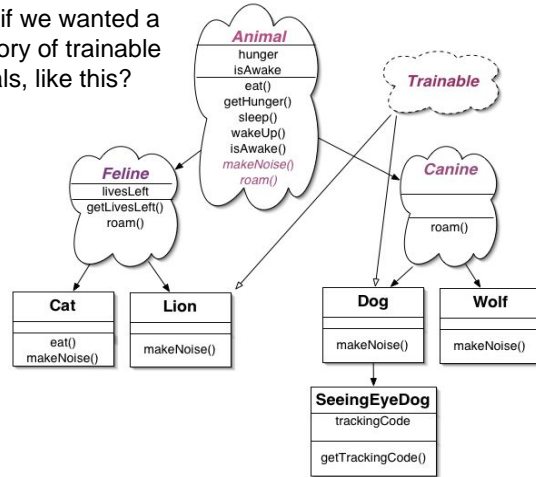 if we wanted a
ory of trainable
als, like this?
Animal
hunger
isAwake
eat()
getHunger()
sleep()
wakeUp()
isAwake()
makeNoise()
roam()
Trainable
Feline
livesLeft
getLivesLeft()
roam()
Canine
roam()
Cat
eat()
makeNoise()
Lion
makeNoise()
Dog
makeNoise()
Wolf
makeNoise()
SeeingEyeDog
trackingCode
getTrackingCode()